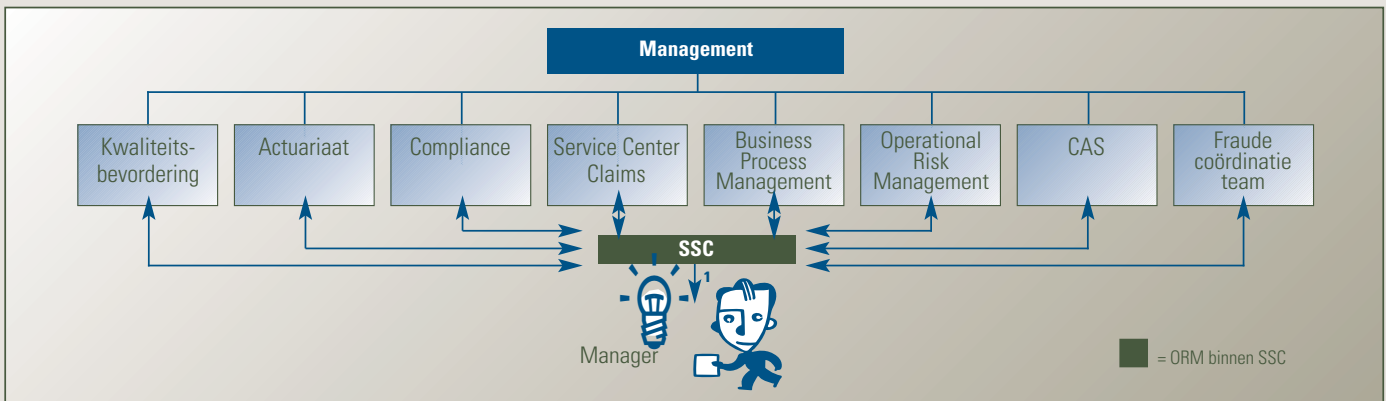 Management
Kwaliteits-
bevordering
Actuariaat
Compliance
Service Center
Claims
Business
Process
Management
Operational
Risk
Management
CAS
Fraude
coördinatie
team
SSC
1
Manager
= ORM binnen SSC